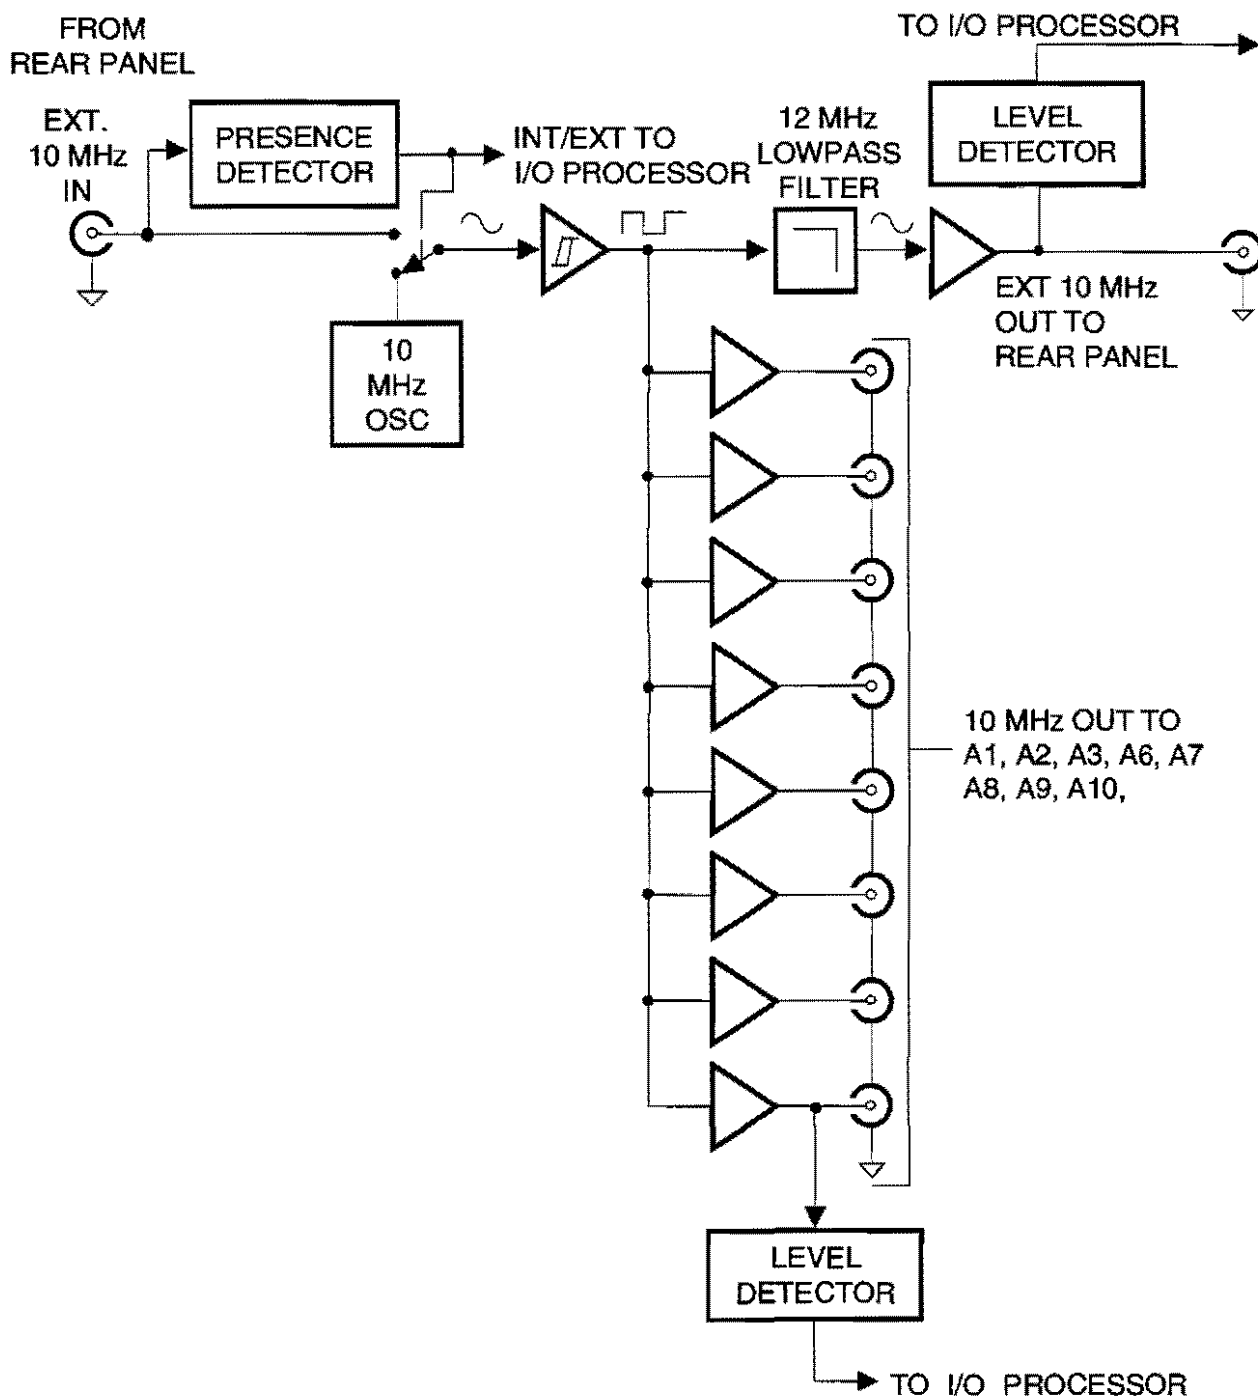 FROM
REAR PANEL
EXT.
10 MHz
IN
PRESENCE
DETECTOR
INT/EXT TO
I/O PROCESSOR
10
MHz
OSC
12 MHz
LOWPASS
FILTER
TO I/O PROCESSOR
LEVEL
DETECTOR
EXT 10 MHz
OUT TO
REAR PANEL
10 MHz OUT TO
A1, A2, A3, A6, A7
A8, A9, A10,
LEVEL
DETECTOR
TO I/O PROCESSOR